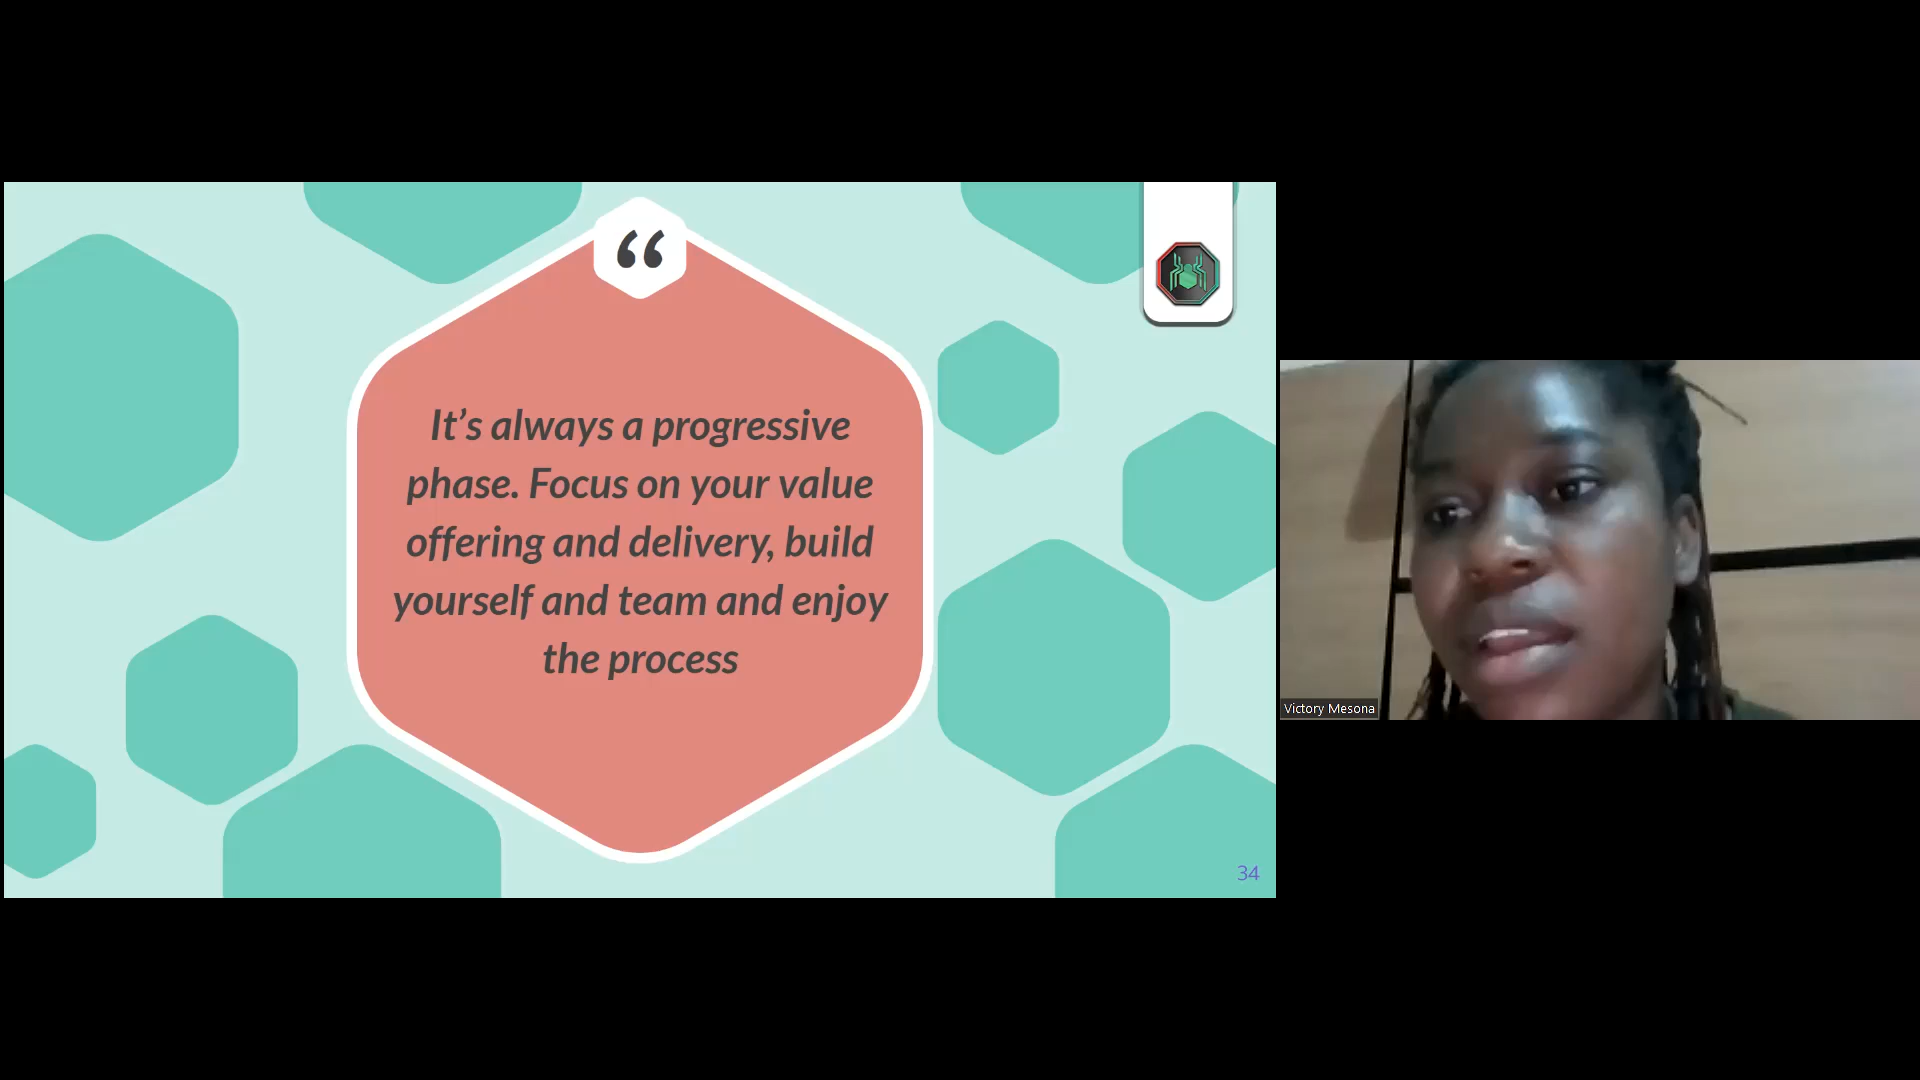 “
It’s always a progressive
phase. Focus on your value
offering and delivery, build
yourself and team and enjoy
the process
34
Victory Mesona